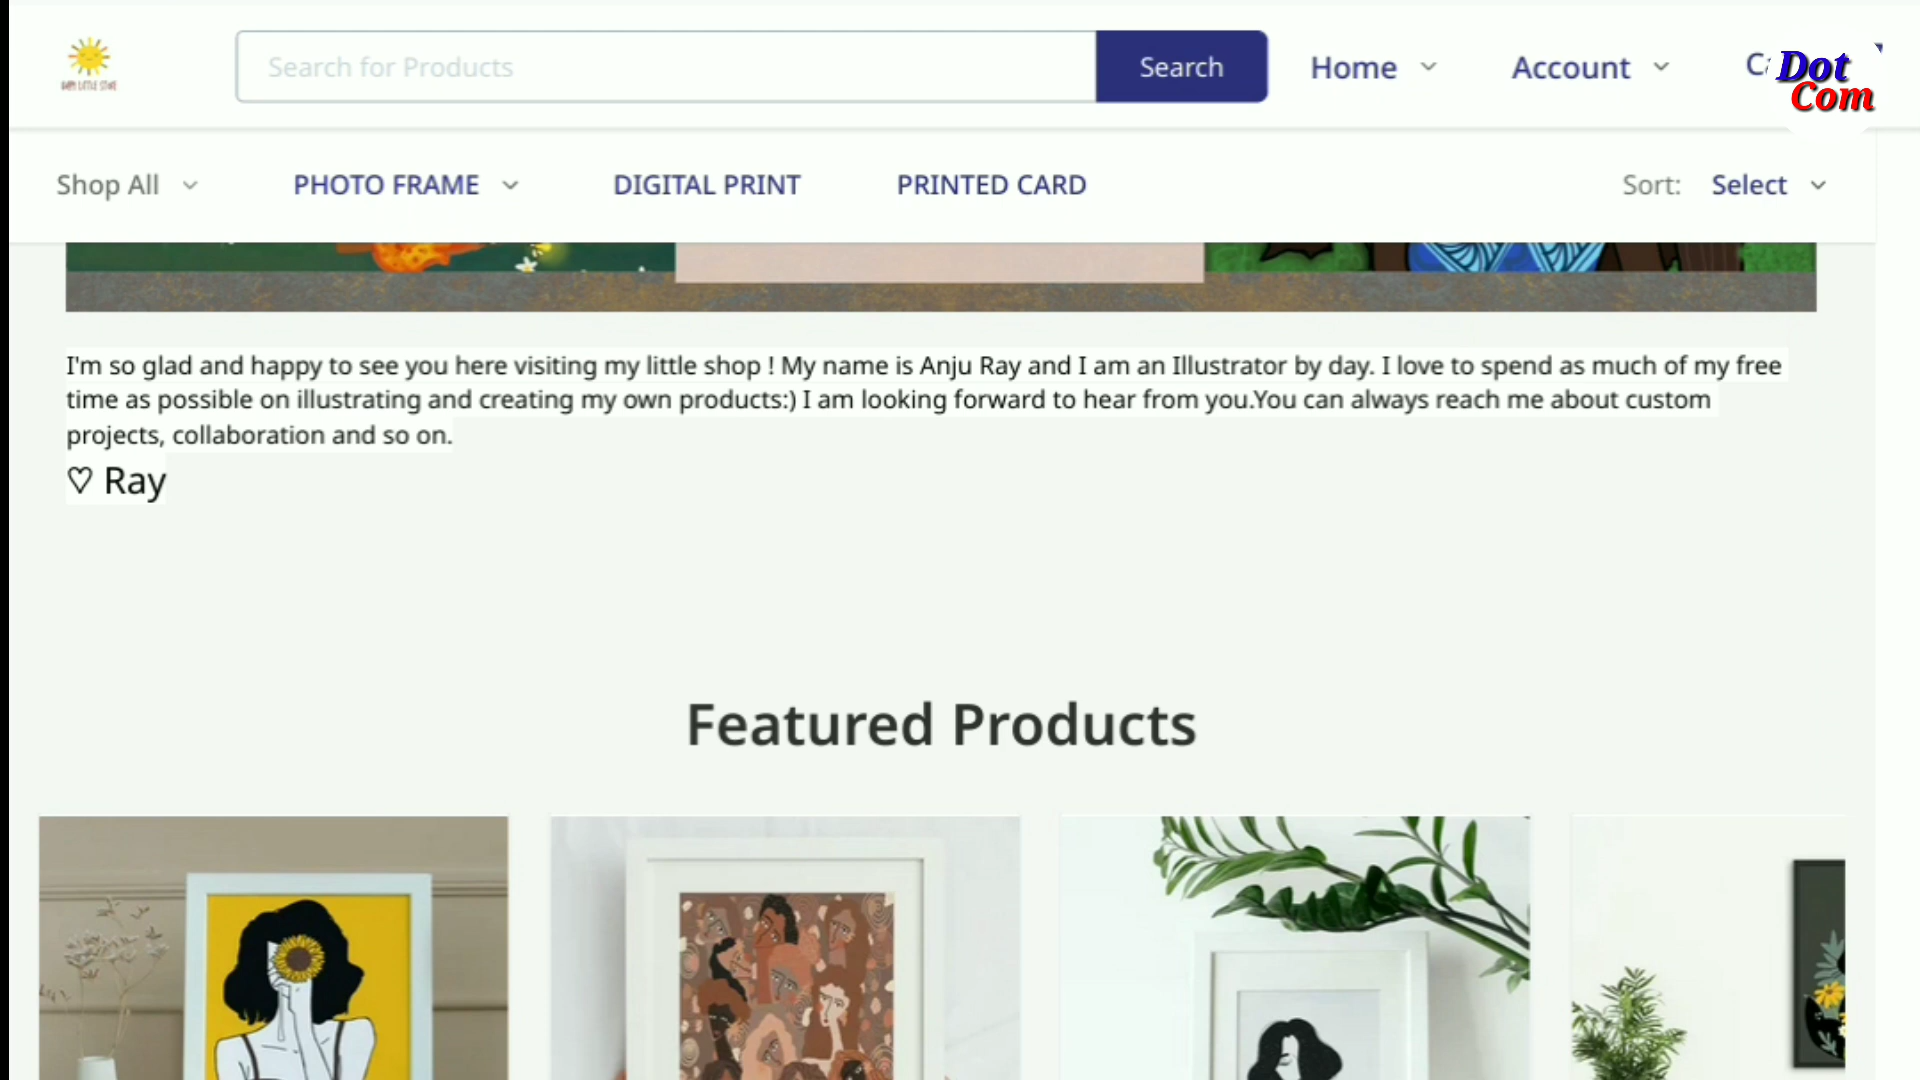 Search for Products
Search
Home
Account
Dot
Com
Shop All
PHOTO FRAME
DIGITAL PRINT
PRINTED CARD
Sort:
Select
I'm so glad and happy to see you here visiting my little shop ! My name is Anju Ray and I am an Illustrator by day. I love to spend as much of my free
time as possible on illustrating and creating my own products:) I am looking forward to hear from you.You can always reach me about custom
projects, collaboration and so on.
♡ Ray
Featured Products